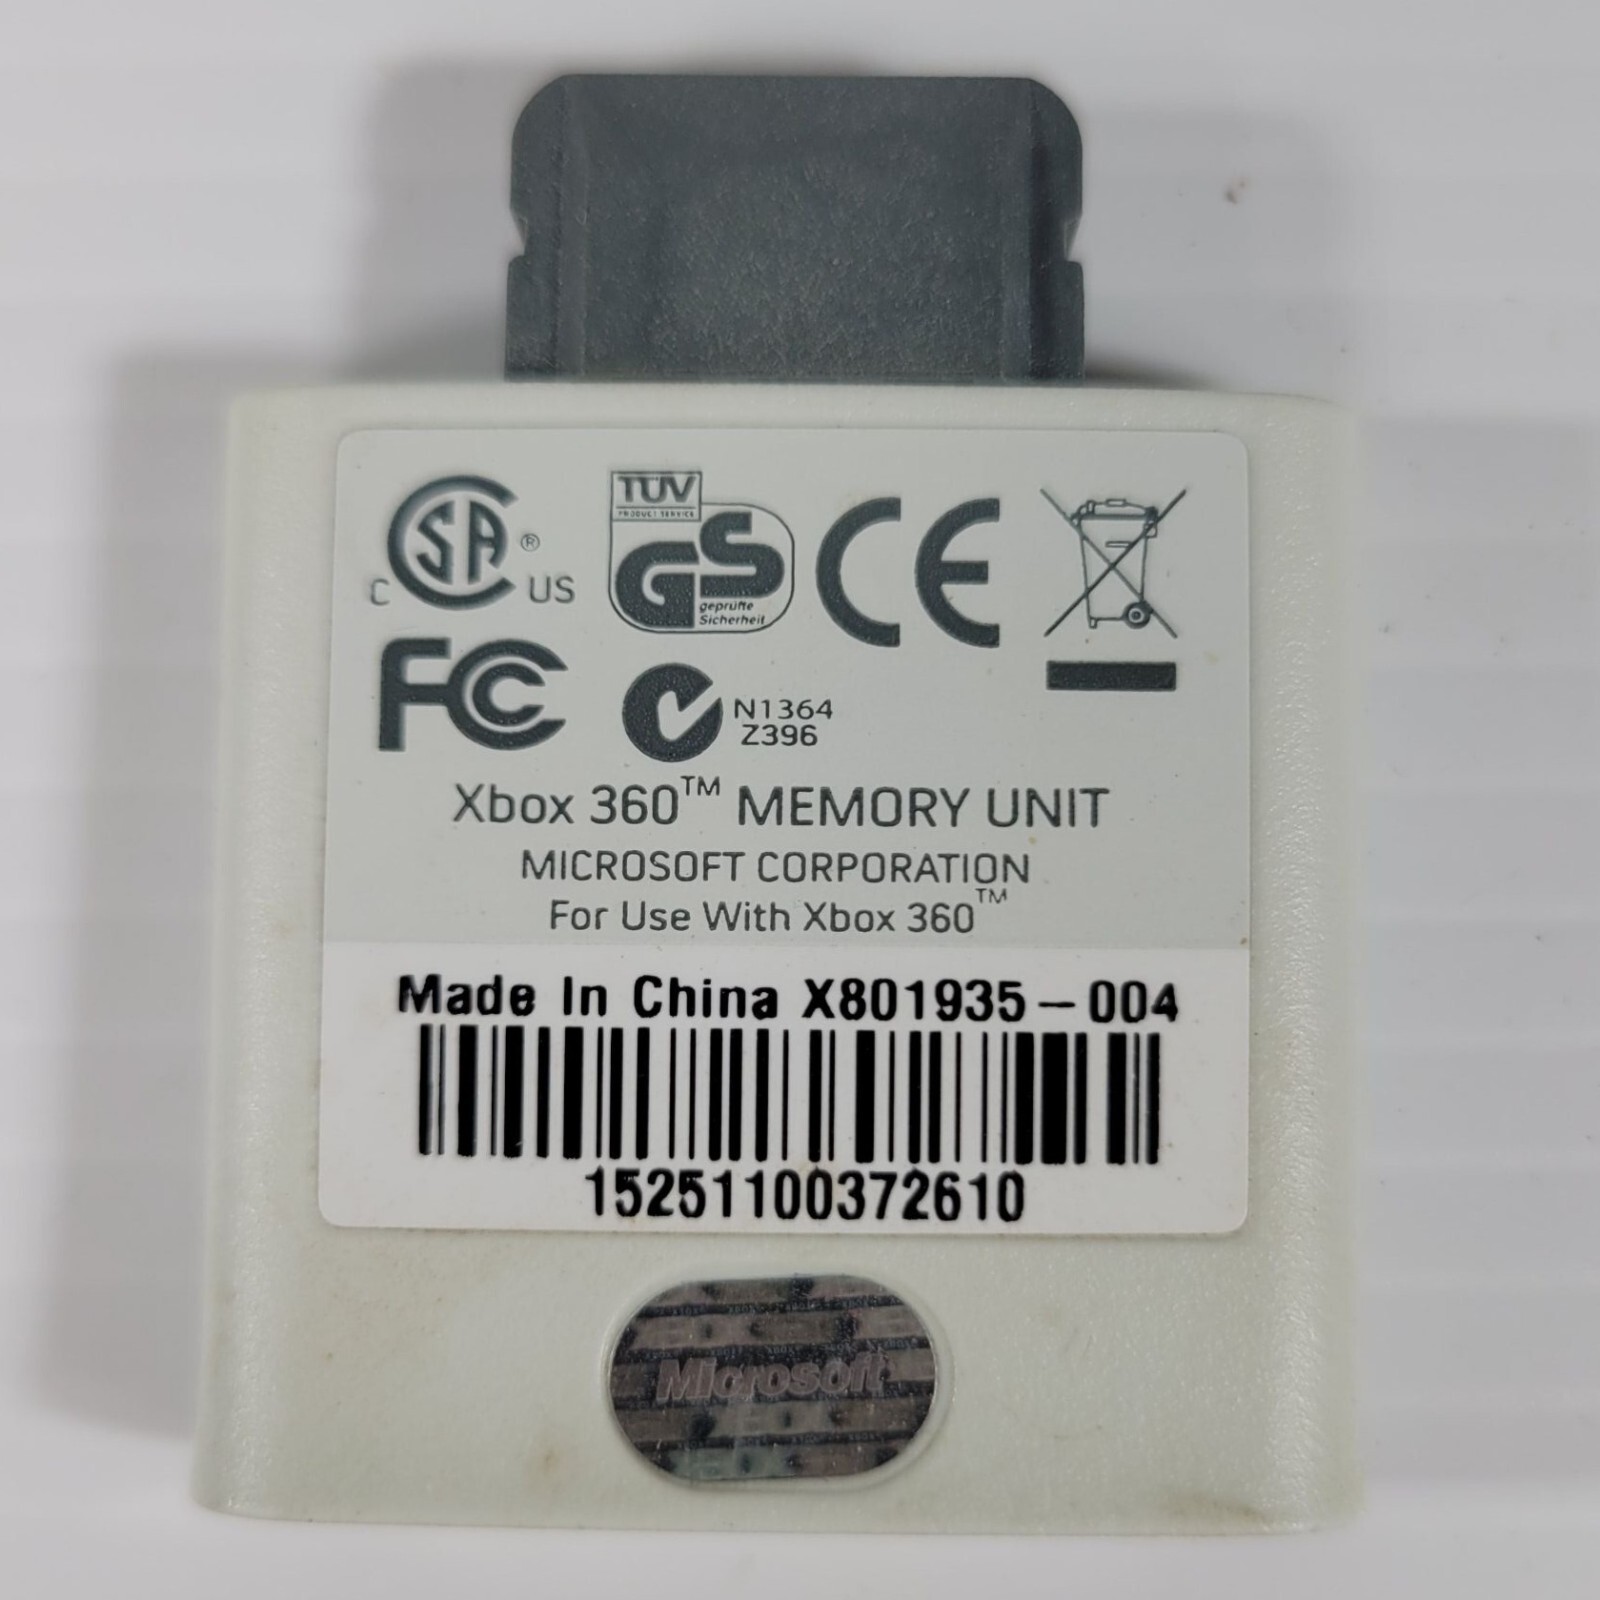 CSA®
C US
TUV
PRODUCT SERVICE
GS
geprüfte
Sicherheit
CE
FC
N1364
Z396
Xbox 360™ MEMORY UNIT
MICROSOFT CORPORATION
For Use With Xbox 360™
Made In China X801935-004
15251100372610
Microsoft